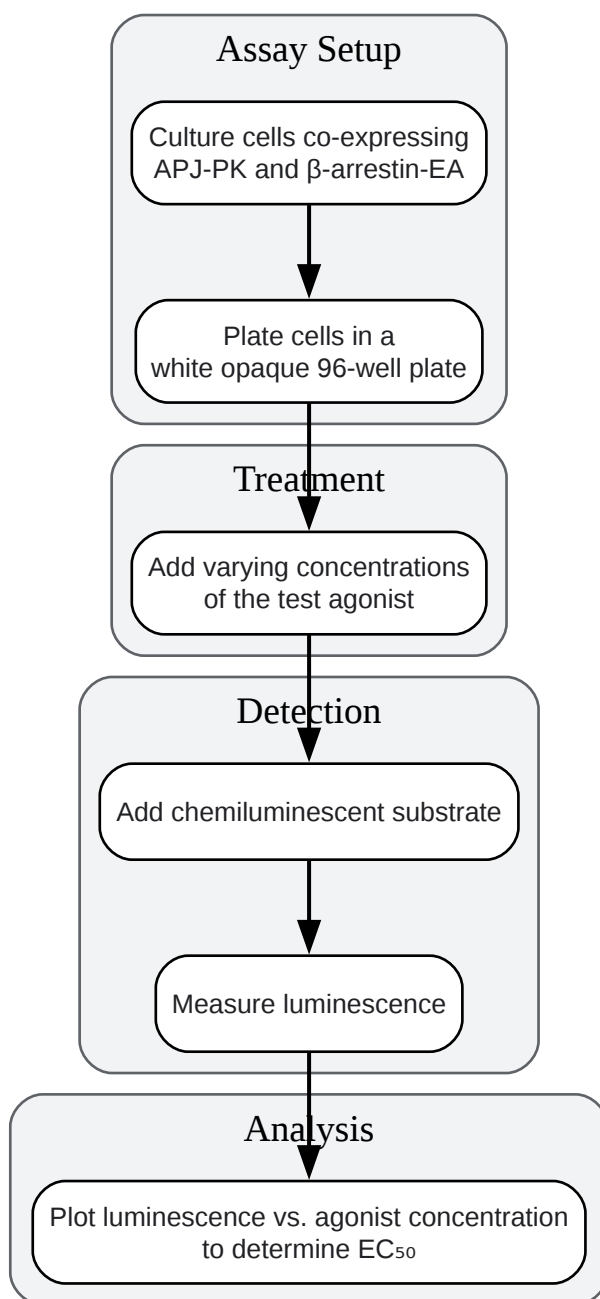 Assay Setup
Culture cells co-expressing
APJ-PK and β-arrestin-EA
Plate cells in a
white opaque 96-well plate
Treatment
Add varying concentrations
of the test agonist
Detection
Add chemiluminescent substrate
Measure luminescence
Analysis
Plot luminescence vs. agonist concentration
to determine EC₅₀